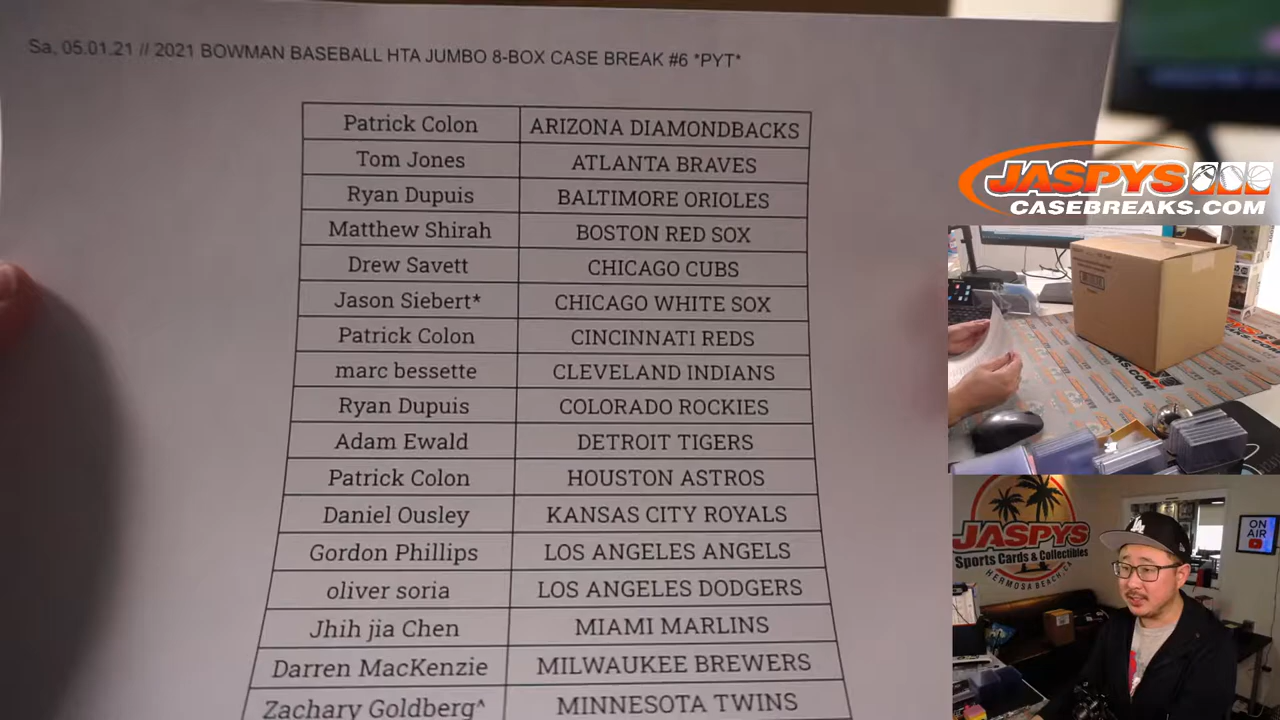 Sa, 05.01.21 // 2021 BOWMAN BASEBALL HTA JUMBO 8-BOX CASE BREAK #6 *PYT*
Patrick Colon ARIZONA DIAMONDBACKS
Tom Jones ATLANTA BRAVES
Ryan Dupuis BALTIMORE ORIOLES
Matthew Shirah BOSTON RED SOX
Drew Savett CHICAGO CUBS
Jason Siebert* CHICAGO WHITE SOX
Patrick Colon CINCINNATI REDS
marc bessette CLEVELAND INDIANS
Ryan Dupuis COLORADO ROCKIES
Adam Ewald DETROIT TIGERS
Patrick Colon HOUSTON ASTROS
Daniel Ousley KANSAS CITY ROYALS
Gordon Phillips LOS ANGELES ANGELS
oliver soria LOS ANGELES DODGERS
Jhih jia Chen MIAMI MARLINS
Darren MacKenzie MILWAUKEE BREWERS
Zachary Goldberg^ MINNESOTA TWINS
JASPYS
CASEBREAKS.COM
JASPYS
Sports Cards & Collectibles
HERMOSA BEACH, CA
LA
ON
AIR